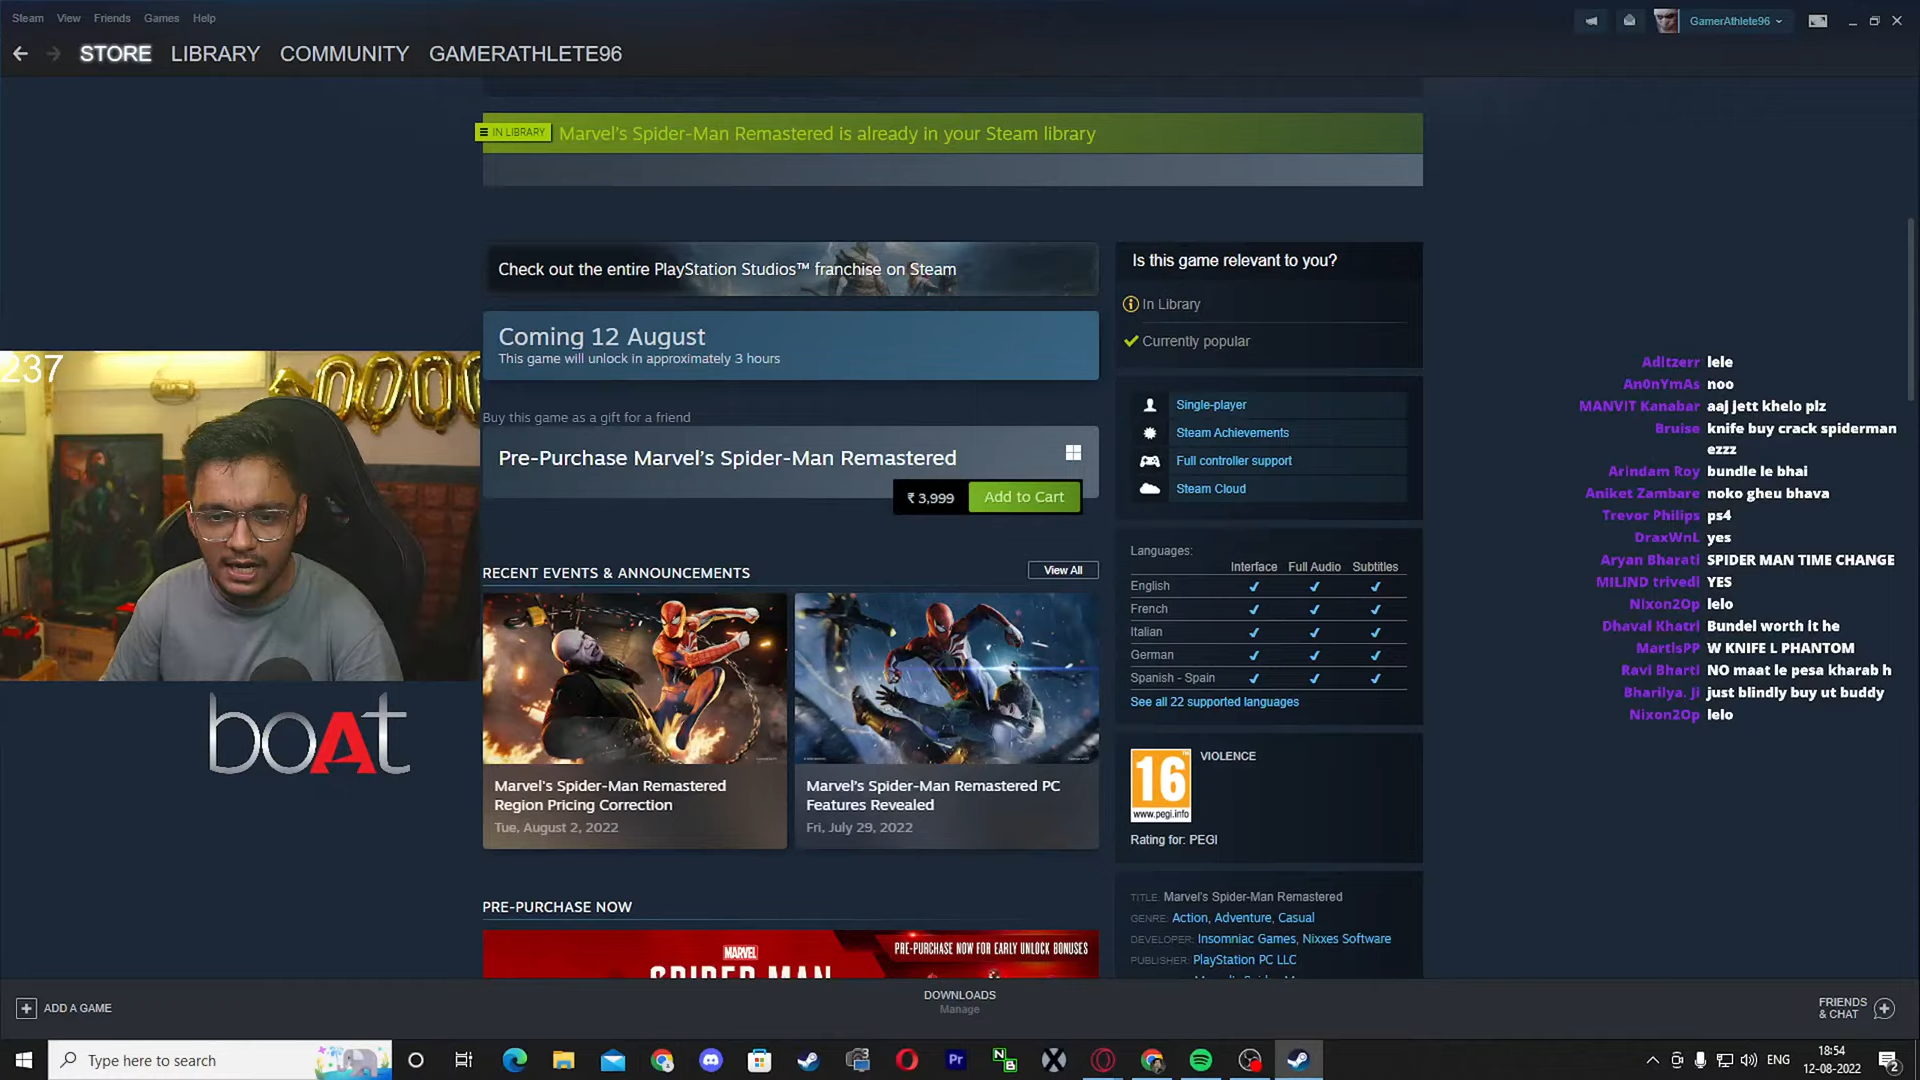 Steam View Friends Games Help
GamerAthlete96
STORE LIBRARY COMMUNITY GAMERATHLETE96
IN LIBRARY
Marvel's Spider-Man Remastered is already in your Steam library
Check out the entire PlayStation Studios™ franchise on Steam
Coming 12 August
This game will unlock in approximately 3 hours
Buy this game as a gift for a friend
Pre-Purchase Marvel's Spider-Man Remastered
₹ 3,999 Add to Cart
RECENT EVENTS & ANNOUNCEMENTS
View All
Marvel's Spider-Man Remastered
Region Pricing Correction
Tue, August 2, 2022
Marvel's Spider-Man Remastered PC
Features Revealed
Fri, July 29, 2022
PRE-PURCHASE NOW
MARVEL
SPIDER-MAN
PRE-PURCHASE NOW FOR EARLY UNLOCK BONUSES
Is this game relevant to you?
In Library
Currently popular
Single-player
Steam Achievements
Full controller support
Steam Cloud
Languages:
Interface Full Audio Subtitles
English
French
Italian
German
Spanish - Spain
See all 22 supported languages
16
www.pegi.info
VIOLENCE
Rating for: PEGI
TITLE: Marvel's Spider-Man Remastered
GENRE: Action, Adventure, Casual
DEVELOPER: Insomniac Games, Nixxes Software
PUBLISHER: PlayStation PC LLC
237
boAt
Aditzerr lele
An0nYmAs noo
MANVIT Kanabar aaj jett khelo plz
Bruise knife buy crack spiderman
ezzz
Arindam Roy bundle le bhai
Aniket Zambare noko gheu bhava
Trevor Philips ps4
DraxWnL yes
Aryan Bharati SPIDER MAN TIME CHANGE
MILIND trivedi YES
Nixon2Op lelo
Dhaval Khatri Bundel worth it he
MartisPP W KNIFE L PHANTOM
Ravi Bharti NO maat le pesa kharab h
Bharilya. Ji just blindly buy ut buddy
Nixon2Op lelo
ADD A GAME
DOWNLOADS
Manage
FRIENDS
& CHAT
Type here to search
ENG
18:54
12-08-2022
2